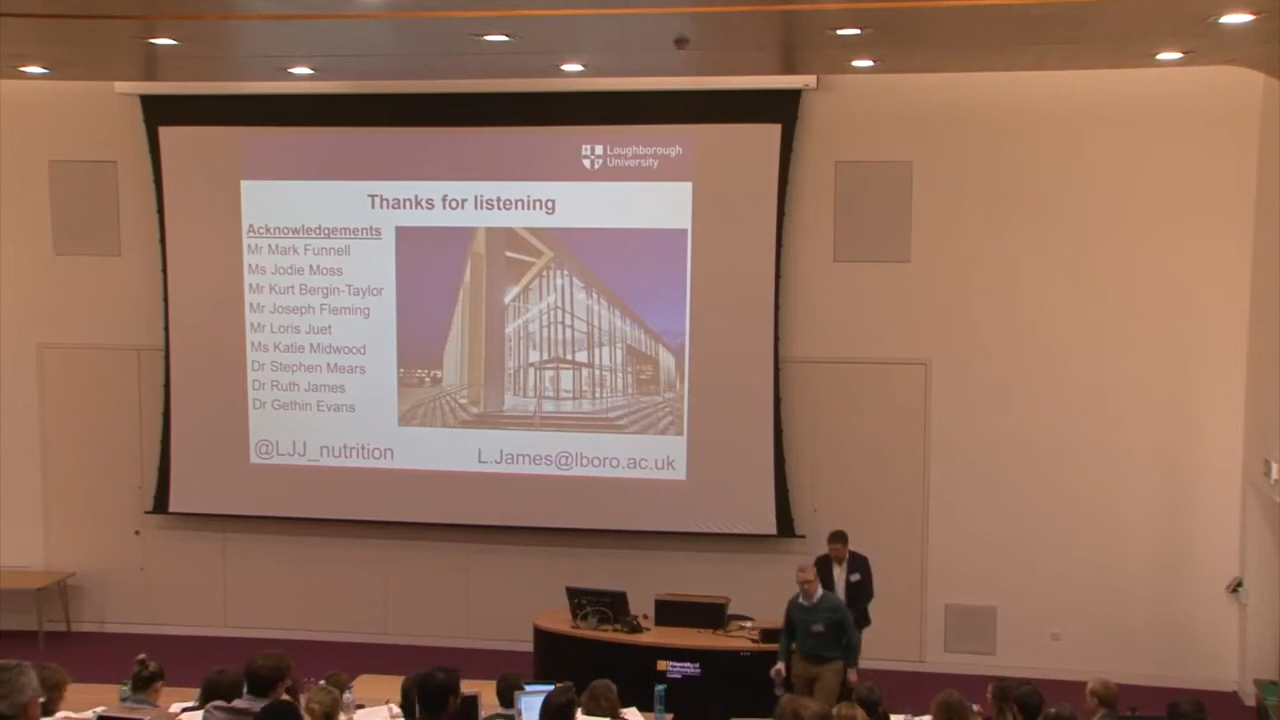 Loughborough
University
Thanks for listening
Acknowledgements
Mr Mark Funnell
Ms Jodie Moss
Mr Kurt Bergin-Taylor
Mr Joseph Fleming
Mr Loris Juet
Ms Katie Midwood
Dr Stephen Mears
Dr Ruth James
Dr Gethin Evans
@LJJ_nutrition
L.James@lboro.ac.uk
University of
London